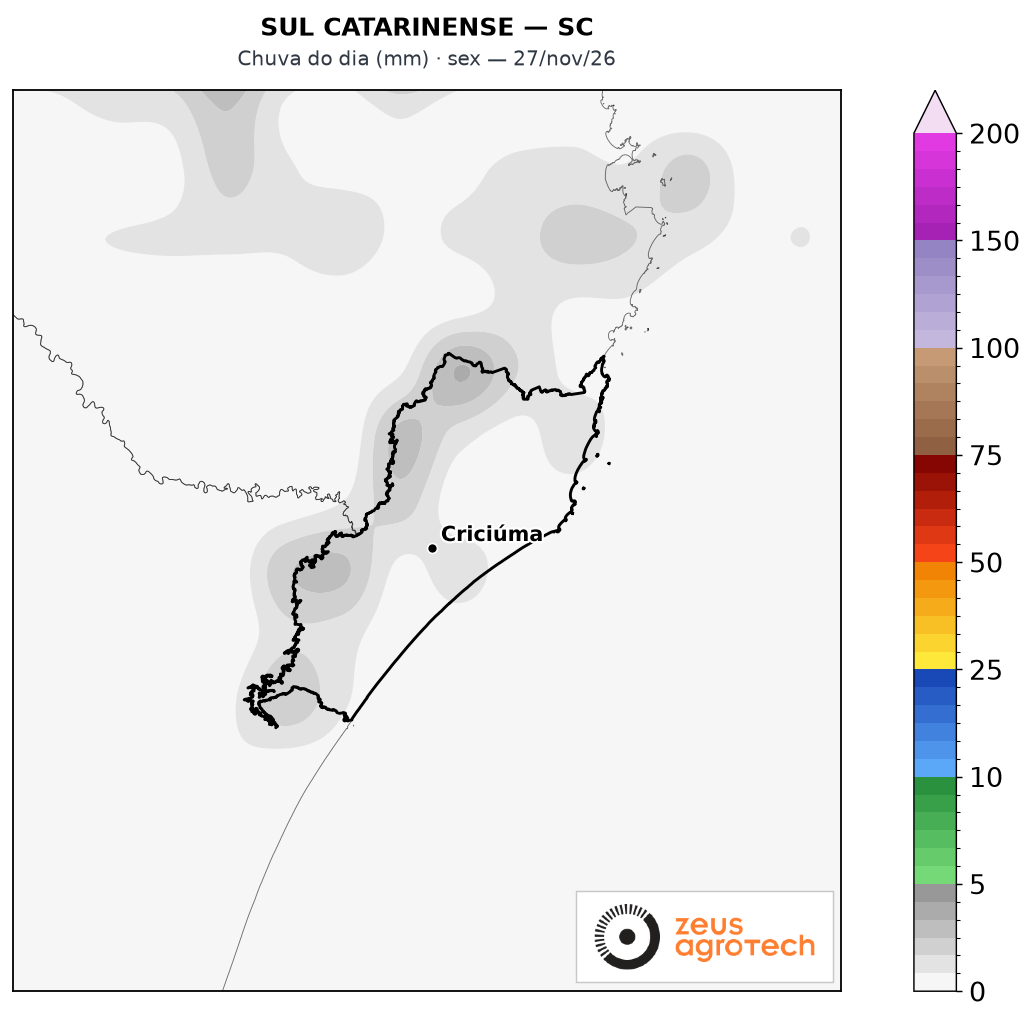 SUL CATARINENSE — SC
Chuva do dia (mm) · sex — 27/nov/26
200
150
100
75
50
25
10
5
0
Criciúma
zeus
agrotech